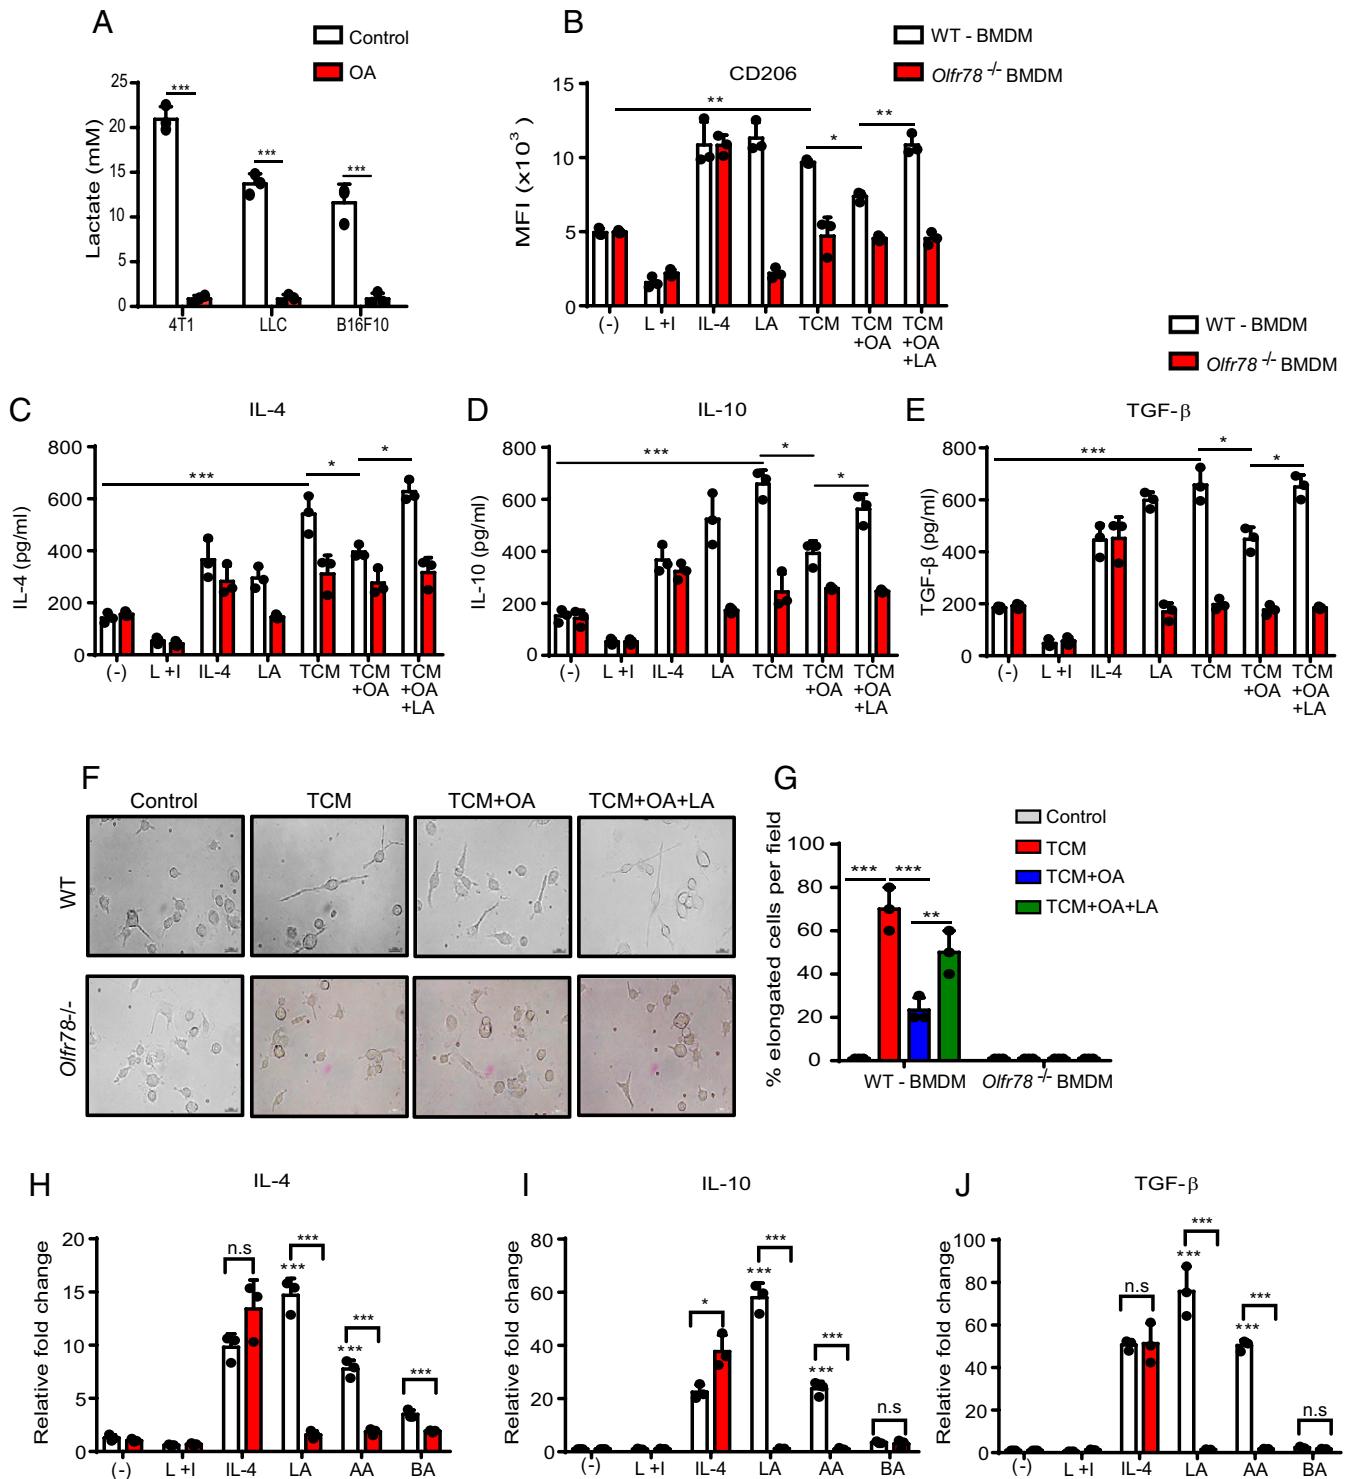 A
Control
OA
25
20
15
10
5
0
Lactate (mM)
***
***
***
4T1
LLC
B16F10
B
WT - BMDM
Olfr78 -/- BMDM
CD206
15
10
5
0
MFI (x10³ )
**
*
**
(-)
L +I
IL-4
LA
TCM
TCM
+OA
TCM
+OA
+LA
WT - BMDM
Olfr78 -/- BMDM
C
IL-4
800
600
400
200
0
IL-4 (pg/ml)
***
*
*
(-)
L +I
IL-4
LA
TCM
TCM
+OA
TCM
+OA
+LA
D
IL-10
800
600
400
200
0
IL-10 (pg/ml)
***
*
*
(-)
L +I
IL-4
LA
TCM
TCM
+OA
TCM
+OA
+LA
E
TGF-β
800
600
400
200
0
TGF-β (pg/ml)
***
*
*
(-)
L +I
IL-4
LA
TCM
TCM
+OA
TCM
+OA
+LA
F
Control
TCM
TCM+OA
TCM+OA+LA
WT
Olfr78-/-
G
Control
TCM
TCM+OA
TCM+OA+LA
100
80
60
40
20
0
% elongated cells per field
***
***
**
WT - BMDM
Olfr78 -/- BMDM
H
IL-4
20
15
10
5
0
Relative fold change
n.s
***
***
***
***
***
(-)
L +I
IL-4
LA
AA
BA
I
IL-10
80
60
40
20
0
Relative fold change
*
***
***
***
***
n.s
(-)
L +I
IL-4
LA
AA
BA
J
TGF-β
100
80
60
40
20
0
Relative fold change
n.s
***
***
***
***
n.s
(-)
L +I
IL-4
LA
AA
BA